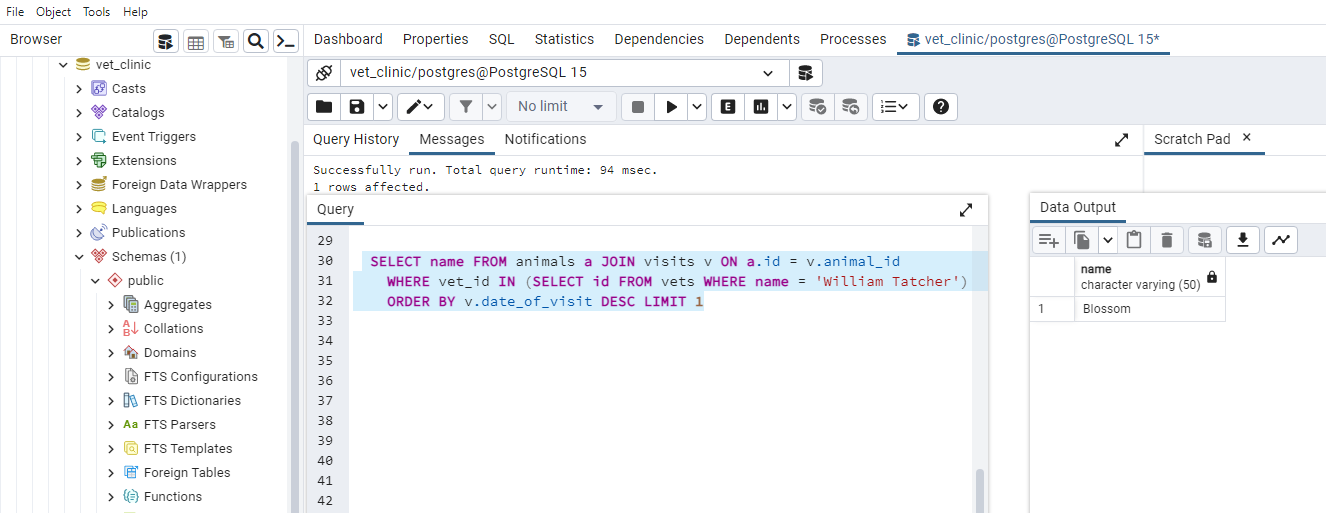 File Object Tools Help
Browser
Dashboard Properties SQL Statistics Dependencies Dependents Processes vet_clinic/postgres@PostgreSQL 15*
vet_clinic
Casts
Catalogs
Event Triggers
Extensions
Foreign Data Wrappers
Languages
Publications
Schemas (1)
public
Aggregates
Collations
Domains
FTS Configurations
FTS Dictionaries
Aa FTS Parsers
FTS Templates
Foreign Tables
Functions
vet_clinic/postgres@PostgreSQL 15
No limit
E
Query History Messages Notifications
Successfully run. Total query runtime: 94 msec.
1 rows affected.
Scratch Pad
Query
29
30 SELECT name FROM animals a JOIN visits v ON a.id = v.animal_id
31 WHERE vet_id IN (SELECT id FROM vets WHERE name = 'William Tatcher')
32 ORDER BY v.date_of_visit DESC LIMIT 1
33
34
35
36
37
38
39
40
41
42
Data Output
name
character varying (50)
1 Blossom